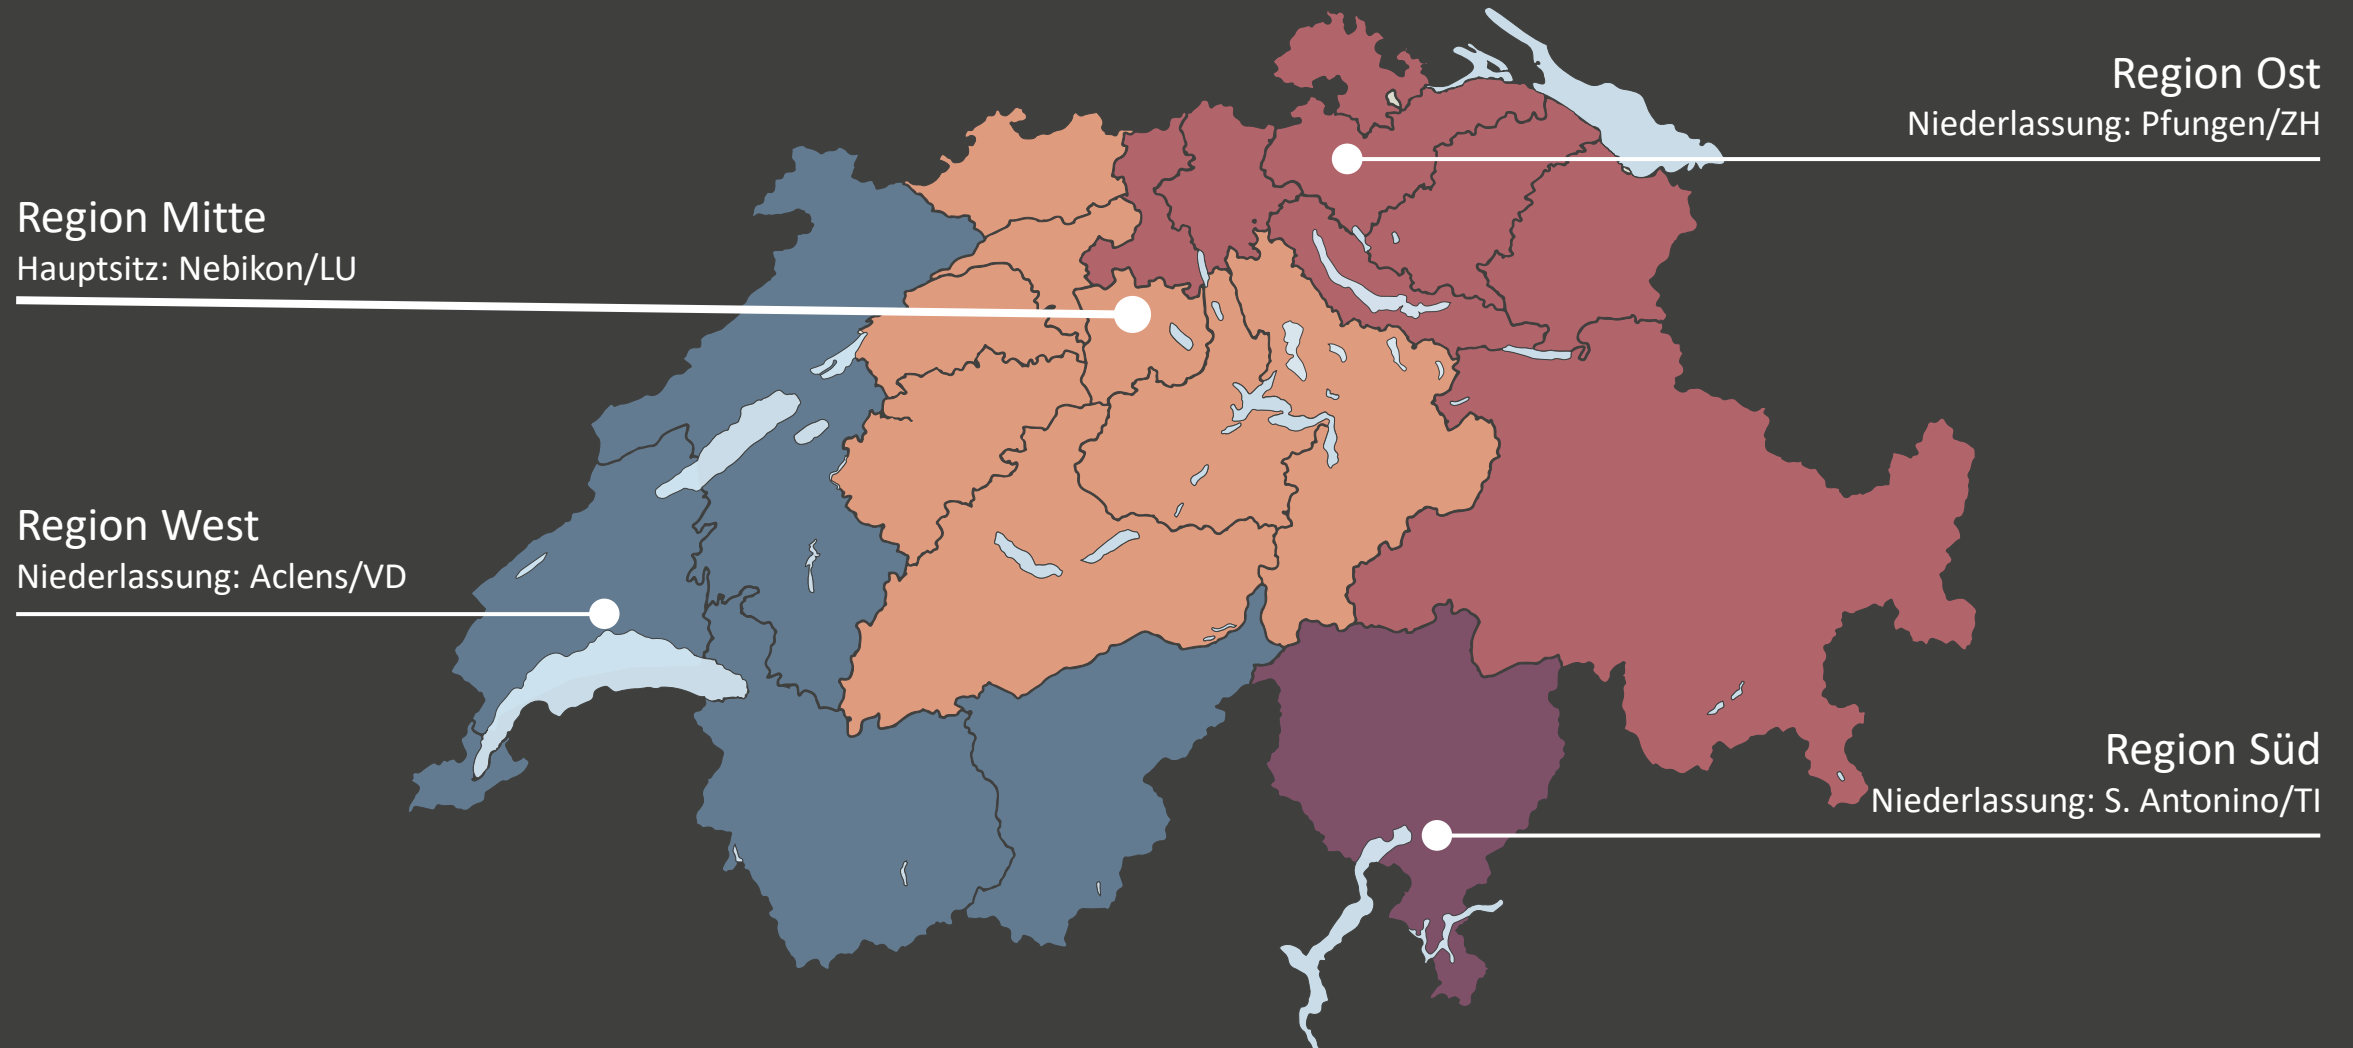 Region Ost
Niederlassung: Pfungen/ZH
Region Mitte
Hauptsitz: Nebikon/LU
Region West
Niederlassung: Aclens/VD
Region Süd
Niederlassung: S. Antonino/TI